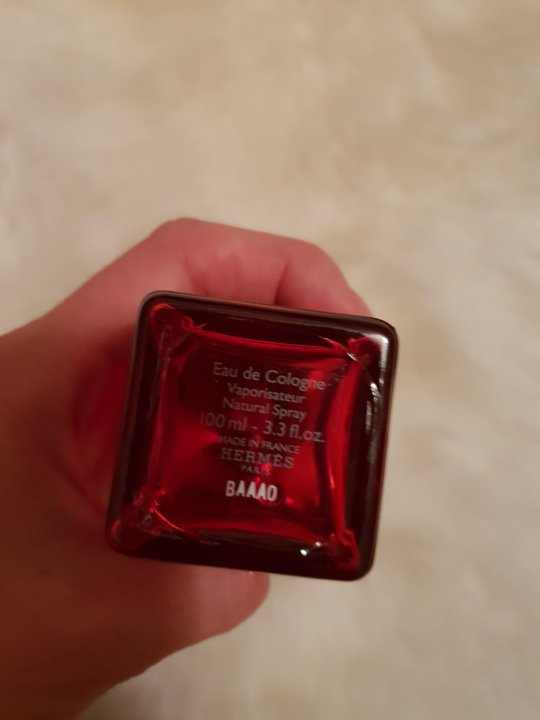 Eau de Cologne
Vaporisateur
Natural Spray
100 ml - 3.3 fl.oz.
MADE IN FRANCE
HERMÈS
PARIS
BAAAO